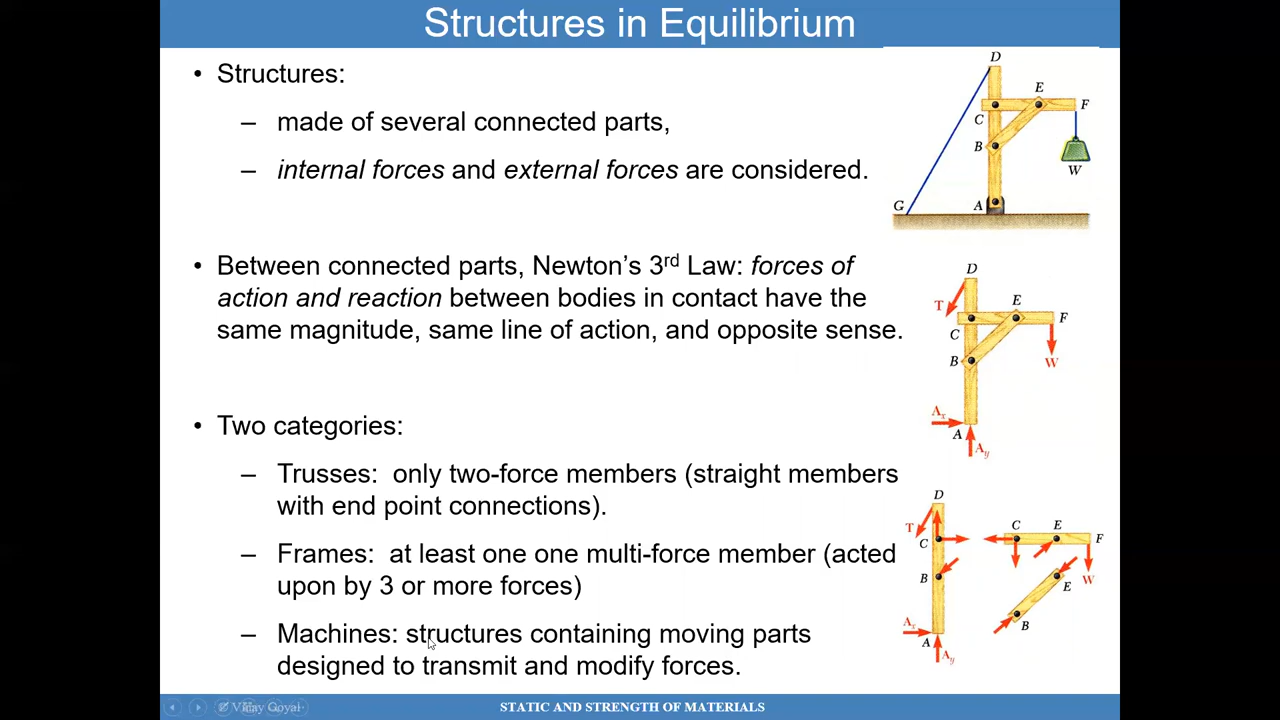 Structures in Equilibrium
• Structures:
– made of several connected parts,
– internal forces and external forces are considered.
• Between connected parts, Newton's 3rd Law: forces of
action and reaction between bodies in contact have the
same magnitude, same line of action, and opposite sense.
• Two categories:
– Trusses: only two-force members (straight members
with end point connections).
– Frames: at least one one multi-force member (acted
upon by 3 or more forces)
– Machines: structures containing moving parts
designed to transmit and modify forces.
D
E
F
C
B
W
G
A
D
T
E
F
C
B
W
Ax
A
Ay
D
T
C
B
Ax
A
Ay
C
E
F
W
E
B
Vinay Goyal
STATIC AND STRENGTH OF MATERIALS